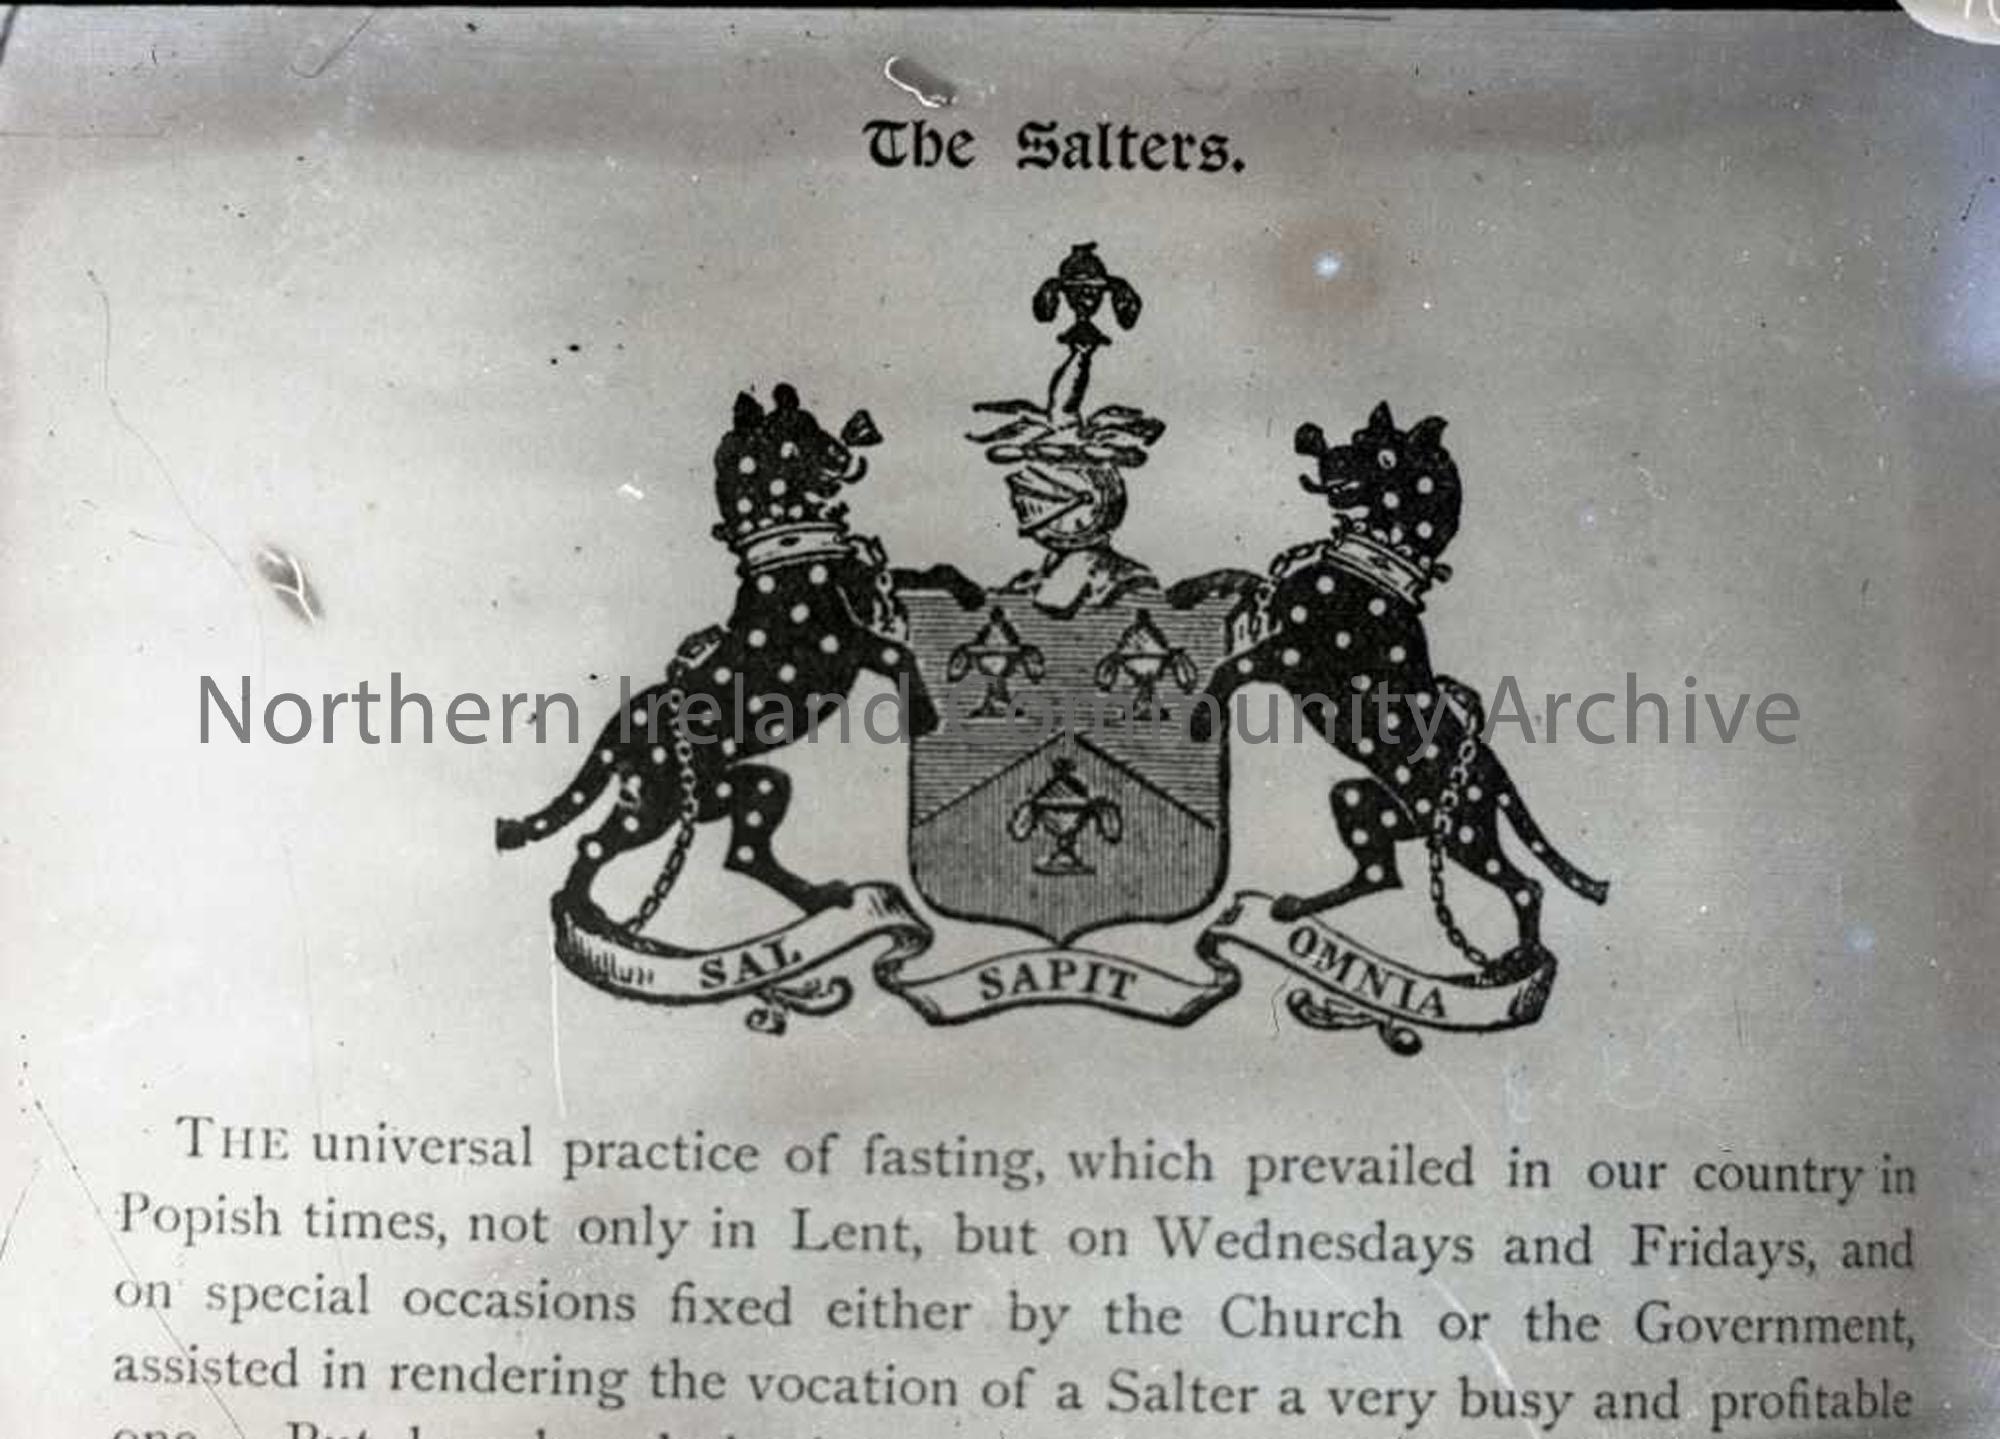 The Salters.
Northern Ireland Community Archive
SAL SAPIT OMNIA
THE universal practice of fasting, which prevailed in our country in
Popish times, not only in Lent, but on Wednesdays and Fridays, and
on special occasions fixed either by the Church or the Government,
assisted in rendering the vocation of a Salter a very busy and profitable
one. But